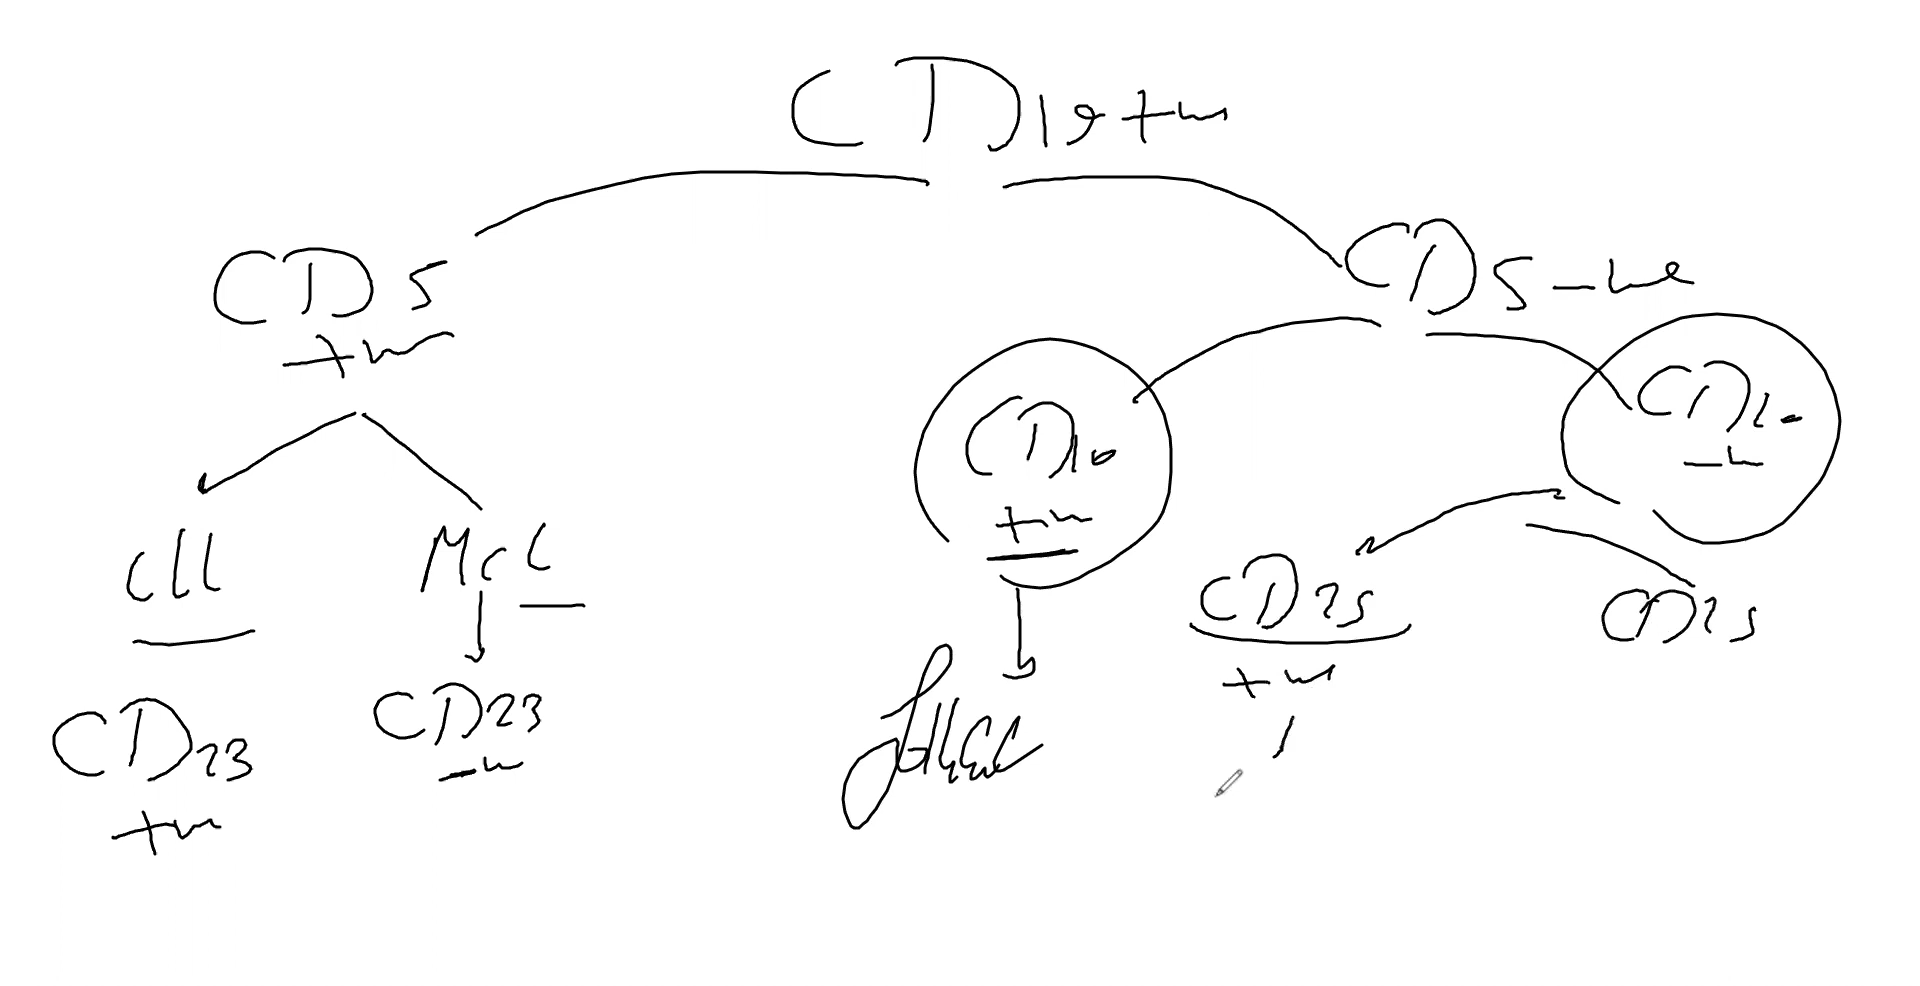 CD19 +ve
CD5
+ve
CD5 -ve
CD10
+ve
CD10
-ve
Cll
McL
CD25
+ve
CD25
CD23
+ve
CD23
-ve